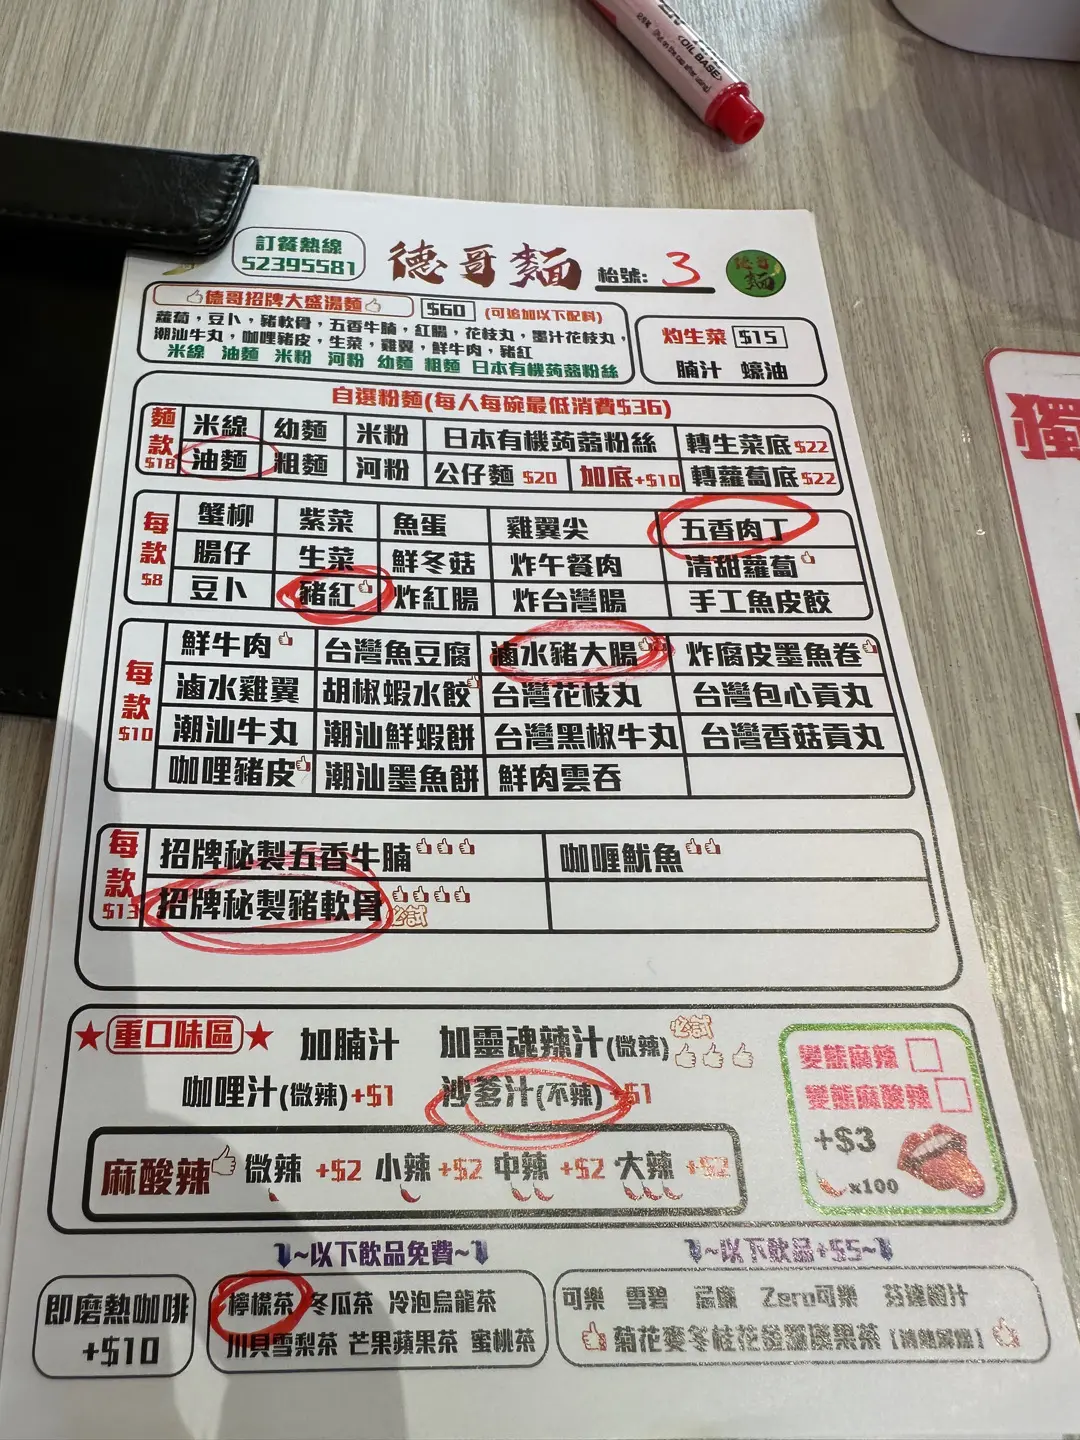 <OIL BASE>
訂餐熱線
52395581
德哥麵
枱號: 3
德哥麵
德哥招牌大盛湯麵 $60 (可追加以下配料)
蘿蔔,豆卜,豬軟骨,五香牛腩,紅腸,花枝丸,墨汁花枝丸,
潮汕牛丸,咖哩豬皮,生菜,雞翼,鮮牛肉,豬紅
米線 油麵 米粉 河粉 幼麵 粗麵 日本有機蒟蒻粉絲
灼生菜 $15
腩汁 蠔油
自選粉麵(每人每碗最低消費$36)
麵款 $18
米線 幼麵 米粉 日本有機蒟蒻粉絲 轉生菜底$22
油麵 粗麵 河粉 公仔麵 $20 加底+$10 轉蘿蔔底$22
每款 $8
蟹柳 紫菜 魚蛋 雞翼尖 五香肉丁
腸仔 生菜 鮮冬菇 炸午餐肉 清甜蘿蔔
豆卜 豬紅 炸紅腸 炸台灣腸 手工魚皮餃
每款 $10
鮮牛肉 台灣魚豆腐 滷水豬大腸 炸腐皮墨魚卷
滷水雞翼 胡椒蝦水餃 台灣花枝丸 台灣包心貢丸
潮汕牛丸 潮汕鮮蝦餅 台灣黑椒牛丸 台灣香菇貢丸
咖哩豬皮 潮汕墨魚餅 鮮肉雲吞
每款 $13
招牌秘製五香牛腩 咖喱魷魚
招牌秘製豬軟骨 必試
★重口味區★ 加腩汁 加靈魂辣汁(微辣) 必試
咖哩汁(微辣)+$1 沙爹汁(不辣)+$1
麻酸辣 微辣 +$2 小辣 +$2 中辣 +$2 大辣 +$2
變態麻辣
變態麻酸辣
+$3
x100
~以下飲品免費~
~以下飲品+$5~
即磨熱咖啡
+$10
檸檬茶 冬瓜茶 冷泡烏龍茶
川貝雪梨茶 芒果蘋果茶 蜜桃茶
可樂 雪碧 忌廉 Zero可樂 芬達橙汁
獨